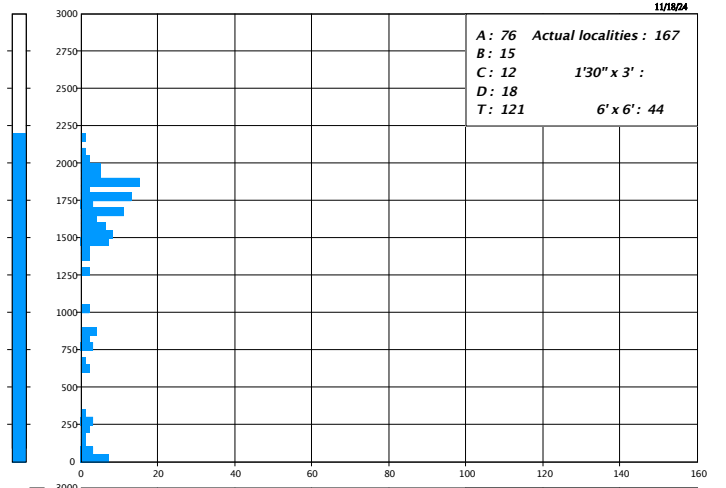 11/18/24
3000
2750
2500
2250
2000
1750
1500
1250
1000
750
500
250
0
A : 76 Actual localities : 167
B : 15
C : 12 1'30" x 3' :
D : 18
T : 121 6' x 6' : 44
0 20 40 60 80 100 120 140 160
3000